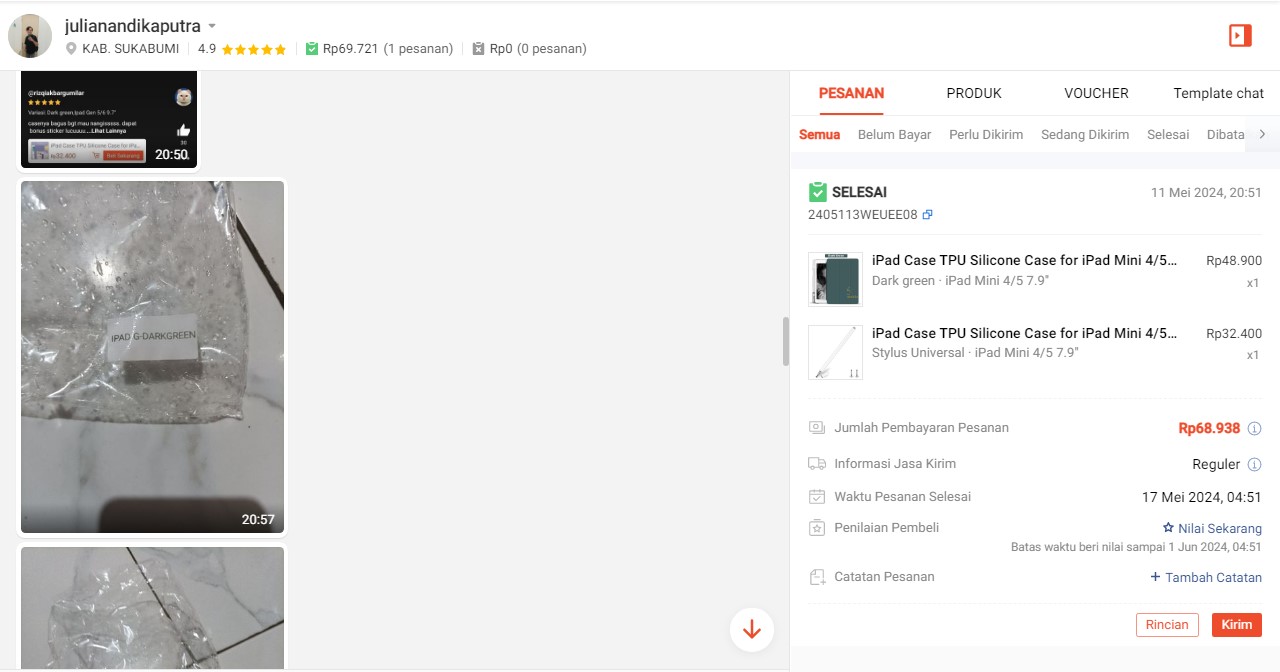 julianandikaputra
KAB. SUKABUMI
4.9
Rp69.721 (1 pesanan)
Rp0 (0 pesanan)
@rizqiakbargumilar
Variasi: Dark green,Ipad Gen 5/6 9.7"
casenya bagus bgt mau nangissssss. dapat
bonus sticker lucuuuu...Lihat Lainnya
30
iPad Case TPU Silicone Case for iPa...
Rp32.400
Beli Sekarang
20:50
IPAD G-DARKGREEN
20:57
PESANAN
PRODUK
VOUCHER
Template chat
Semua
Belum Bayar
Perlu Dikirim
Sedang Dikirim
Selesai
Dibata
SELESAI
11 Mei 2024, 20:51
2405113WEUEE08
iPad Case TPU Silicone Case for iPad Mini 4/5...
Rp48.900
Dark green · iPad Mini 4/5 7.9"
x1
iPad Case TPU Silicone Case for iPad Mini 4/5...
Rp32.400
Stylus Universal · iPad Mini 4/5 7.9"
x1
Jumlah Pembayaran Pesanan
Rp68.938
Informasi Jasa Kirim
Reguler
Waktu Pesanan Selesai
17 Mei 2024, 04:51
Penilaian Pembeli
Nilai Sekarang
Batas waktu beri nilai sampai 1 Jun 2024, 04:51
Catatan Pesanan
+ Tambah Catatan
Rincian
Kirim